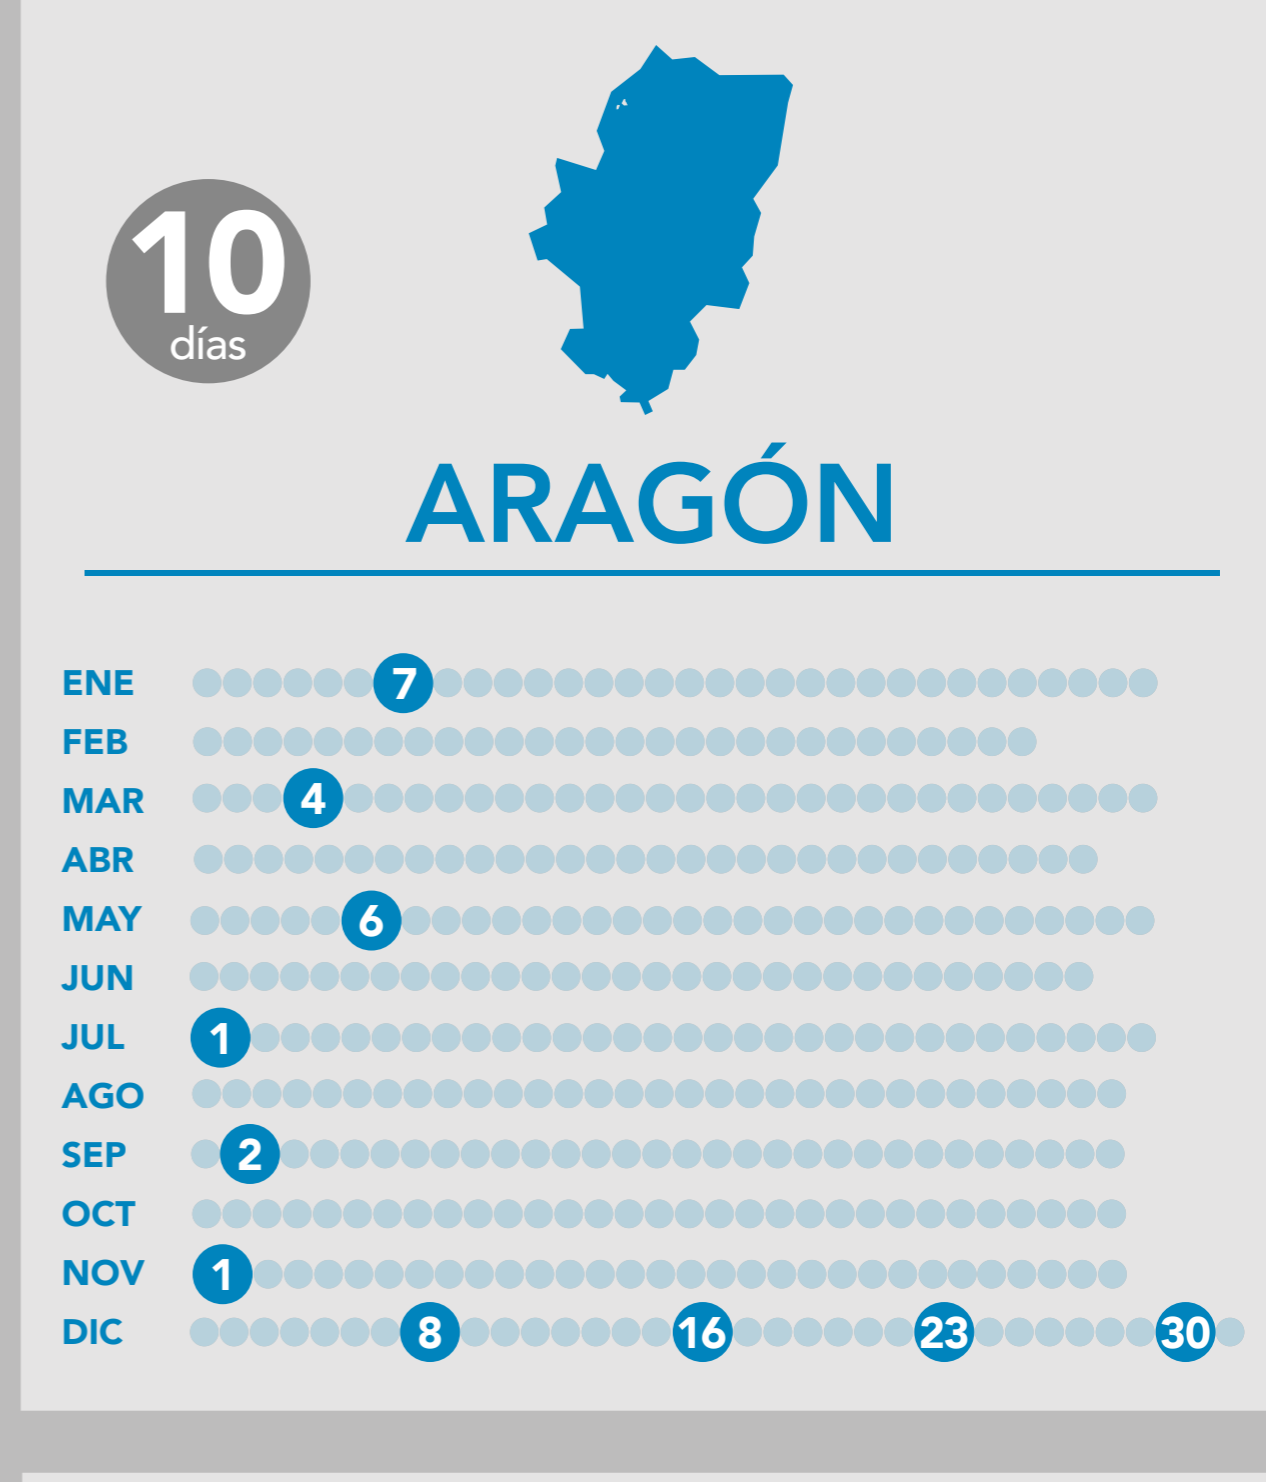 10
días
ARAGÓN
ENE 7
FEB
MAR 4
ABR
MAY 6
JUN
JUL 1
AGO
SEP 2
OCT
NOV 1
DIC 8 16 23 30